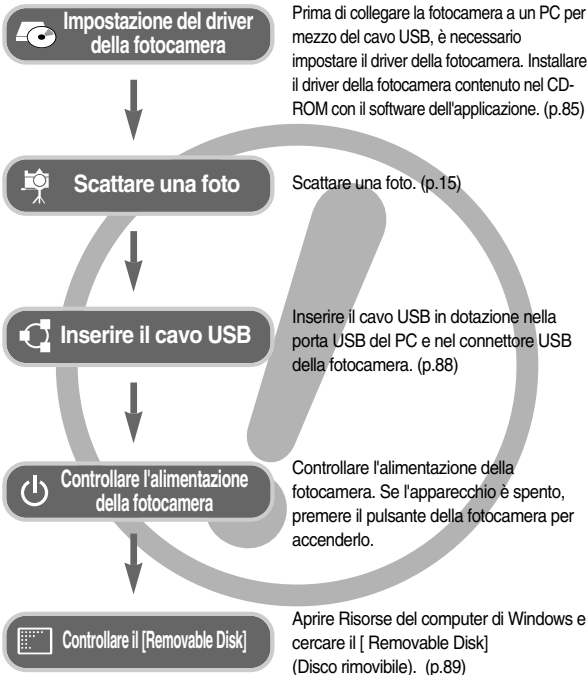 Impostazione del driver
della fotocamera
Prima di collegare la fotocamera a un PC per
mezzo del cavo USB, è necessario
impostare il driver della fotocamera. Installare
il driver della fotocamera contenuto nel CD-
ROM con il software dell'applicazione. (p.85)
Scattare una foto
Scattare una foto. (p.15)
Inserire il cavo USB
Inserire il cavo USB in dotazione nella
porta USB del PC e nel connettore USB
della fotocamera. (p.88)
Controllare l'alimentazione
della fotocamera
Controllare l'alimentazione della
fotocamera. Se l'apparecchio è spento,
premere il pulsante della fotocamera per
accenderlo.
Controllare il [Removable Disk]
Aprire Risorse del computer di Windows e
cercare il [ Removable Disk]
(Disco rimovibile). (p.89)